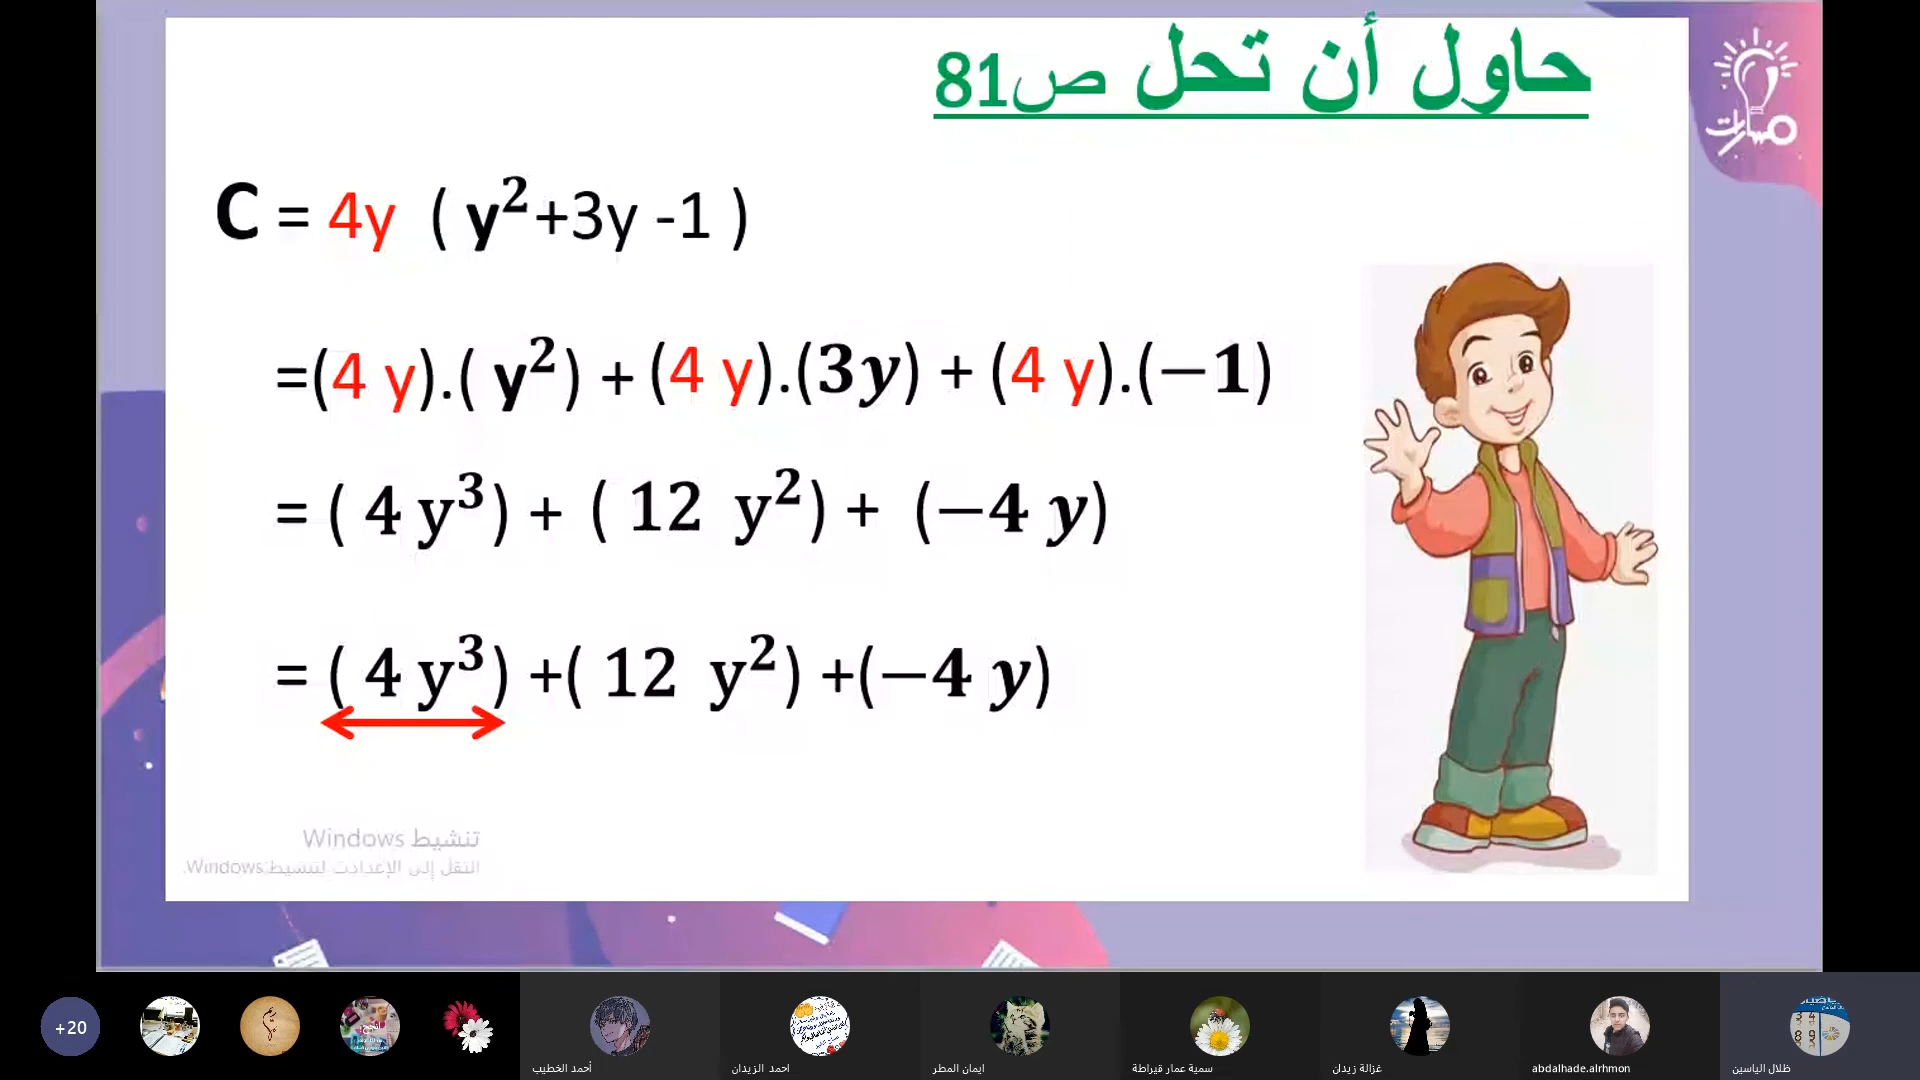 حاول أن تحل ص81
مسارات
C = 4y ( y²+3y -1 )
=(4 y).( y²) + (4 y).(3y) + (4 y).(−1)
= ( 4 y³) + ( 12 y²) + (−4 y)
= ( 4 y³) +( 12 y²) +(−4 y)
تنشيط Windows
انتقل إلى الإعدادات لتنشيط Windows.
+20
أحمد الخطيب
احمد الزيدان
ايمان المطر
سمية عمار قيراطة
غزالة زيدان
abdalhade.alrhmon
ظلال الياسين